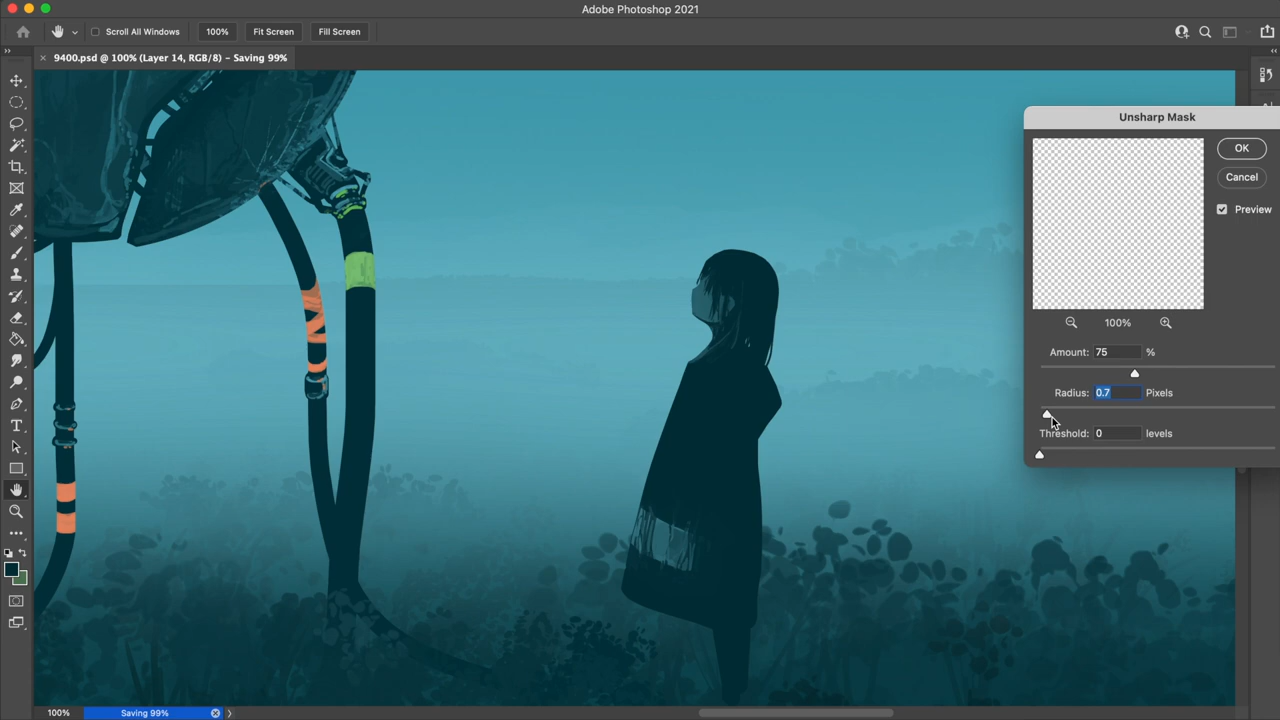 Adobe Photoshop 2021
Scroll All Windows 100% Fit Screen Fill Screen
9400.psd @ 100% (Layer 14, RGB/8) – Saving 99%
Unsharp Mask
OK
Cancel
Preview
100%
Amount: 75 %
Radius: 0.7 Pixels
Threshold: 0 levels
100% Saving 99%